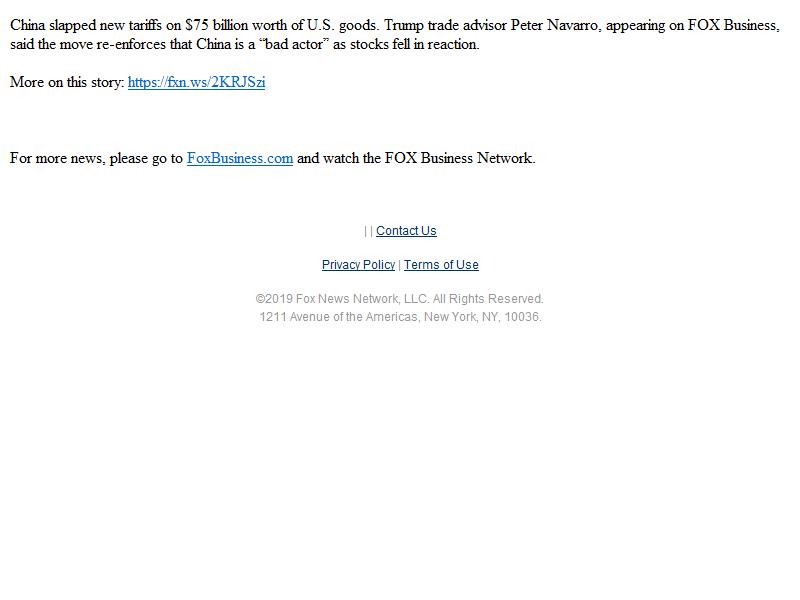 China slapped new tariffs on $75 billion worth of U.S. goods. Trump trade advisor Peter Navarro, appearing on FOX Business,
said the move re-enforces that China is a “bad actor” as stocks fell in reaction.
More on this story: https://fxn.ws/2KRJSzi
For more news, please go to FoxBusiness.com and watch the FOX Business Network.
| | Contact Us
Privacy Policy | Terms of Use
©2019 Fox News Network, LLC. All Rights Reserved.
1211 Avenue of the Americas, New York, NY, 10036.